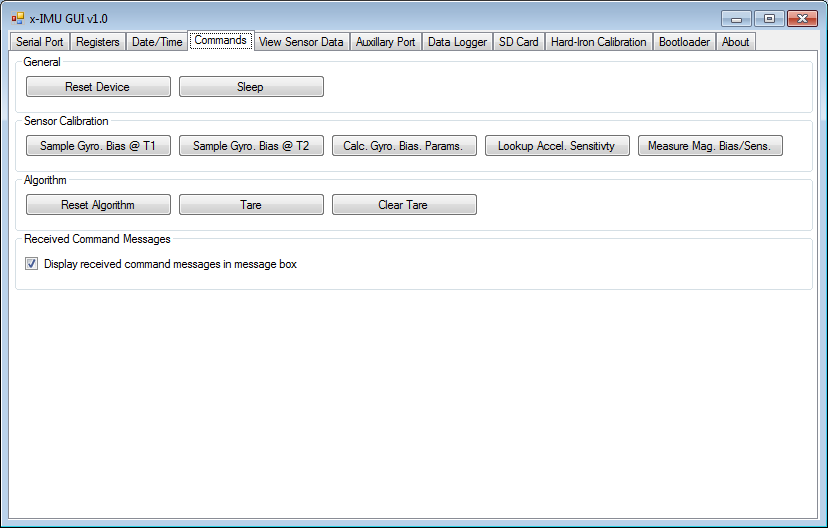 x-IMU GUI v1.0
Serial Port Registers Date/Time Commands View Sensor Data Auxillary Port Data Logger SD Card Hard-Iron Calibration Bootloader About
General
Reset Device Sleep
Sensor Calibration
Sample Gyro. Bias @ T1 Sample Gyro. Bias @ T2 Calc. Gyro. Bias. Params. Lookup Accel. Sensitivty Measure Mag. Bias/Sens.
Algorithm
Reset Algorithm Tare Clear Tare
Received Command Messages
Display received command messages in message box